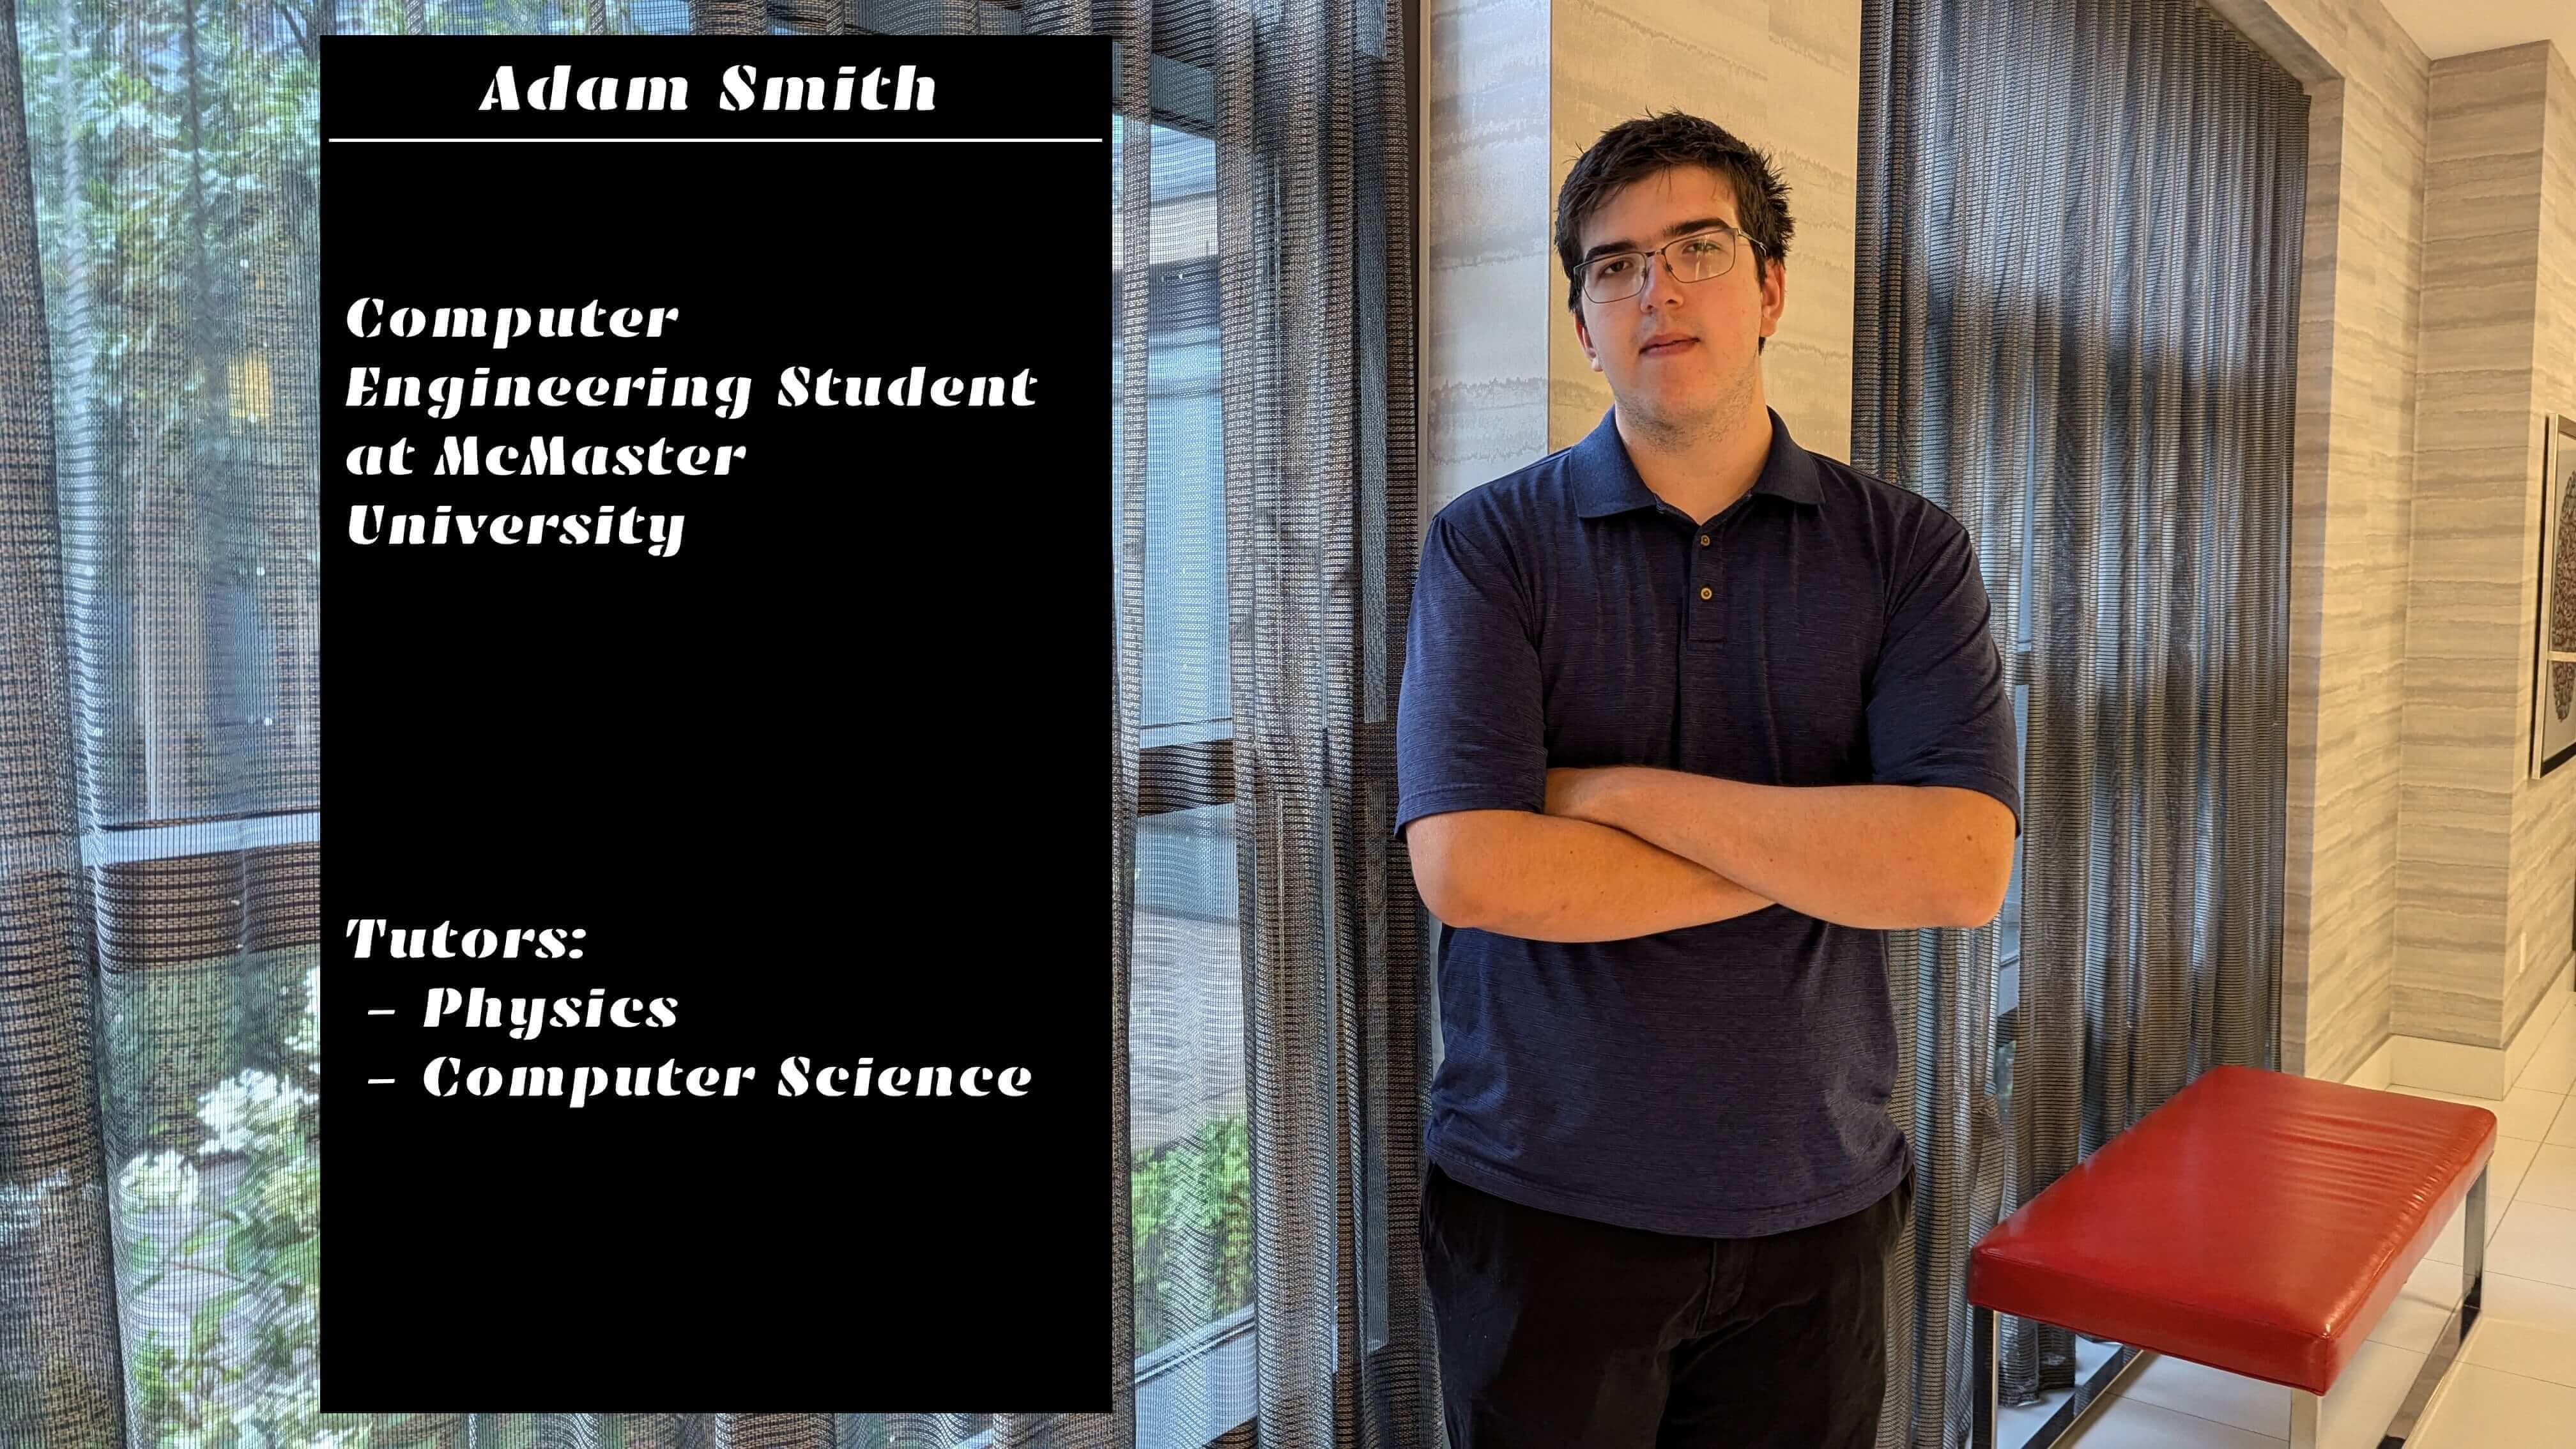 Adam Smith
Computer
Engineering Student
at McMaster
University
Tutors:
- Physics
- Computer Science